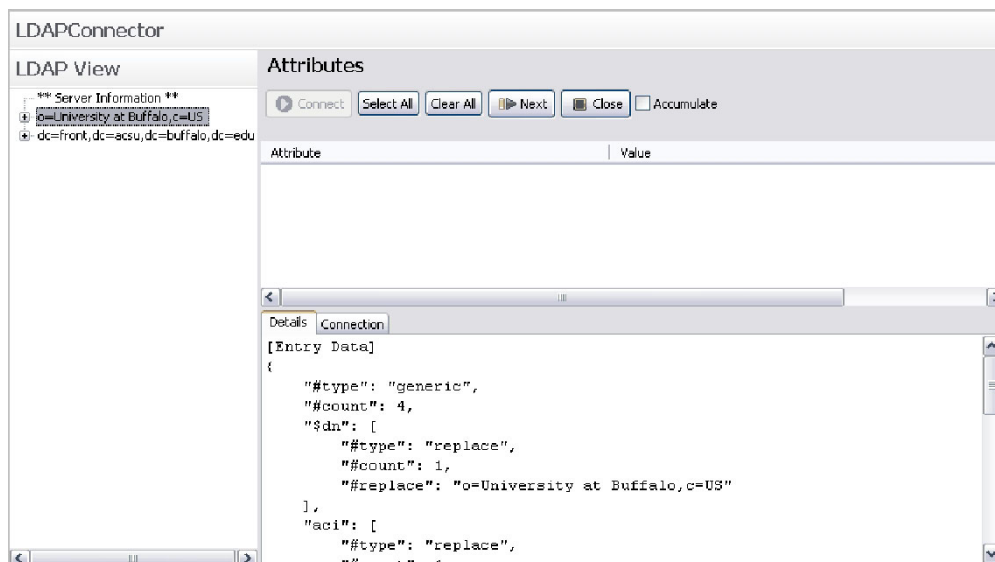 LDAPConnector
LDAP View
** Server Information **
o=University at Buffalo,c=US
dc=front,dc=acsu,dc=buffalo,dc=edu
Attributes
Connect Select All Clear All Next Close Accumulate
Attribute Value
Details Connection
[Entry Data]
{
"#type": "generic",
"#count": 4,
"$dn": [
"#type": "replace",
"#count": 1,
"#replace": "o=University at Buffalo,c=US"
],
"aci": [
"#type": "replace",